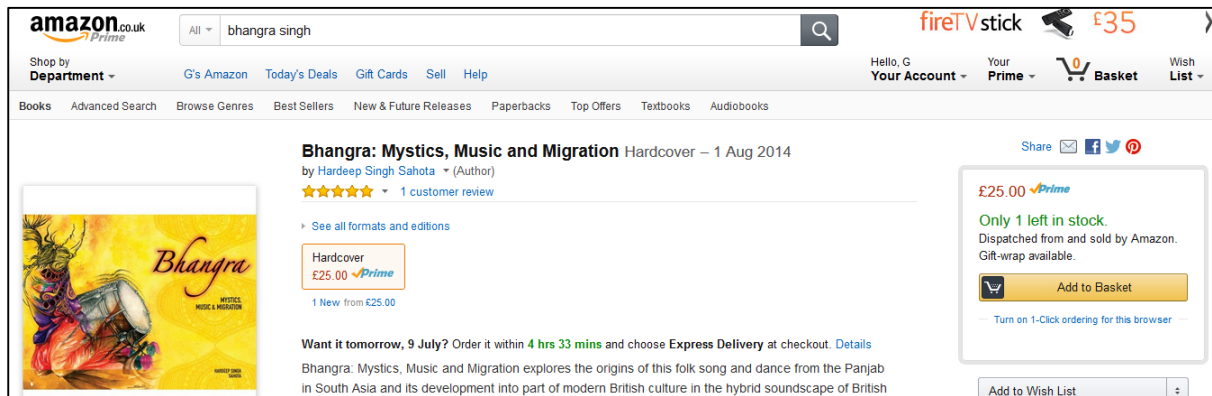 amazon.co.uk
Prime
All
bhangra singh
fireTVstick £35
Shop by
Department
G's Amazon Today's Deals Gift Cards Sell Help
Hello, G
Your Account
Your
Prime
0
Basket
Wish
List
Books Advanced Search Browse Genres Best Sellers New & Future Releases Paperbacks Top Offers Textbooks Audiobooks
Bhangra: Mystics, Music and Migration Hardcover – 1 Aug 2014
by Hardeep Singh Sahota (Author)
1 customer review
See all formats and editions
Hardcover
£25.00 Prime
1 New from £25.00
Want it tomorrow, 9 July? Order it within 4 hrs 33 mins and choose Express Delivery at checkout. Details
Bhangra: Mystics, Music and Migration explores the origins of this folk song and dance from the Panjab
in South Asia and its development into part of modern British culture in the hybrid soundscape of British
Bhangra
MYSTICS,
MUSIC & MIGRATION
HARDEEP SINGH
SAHOTA
Share
£25.00 Prime
Only 1 left in stock.
Dispatched from and sold by Amazon.
Gift-wrap available.
Add to Basket
Turn on 1-Click ordering for this browser
Add to Wish List